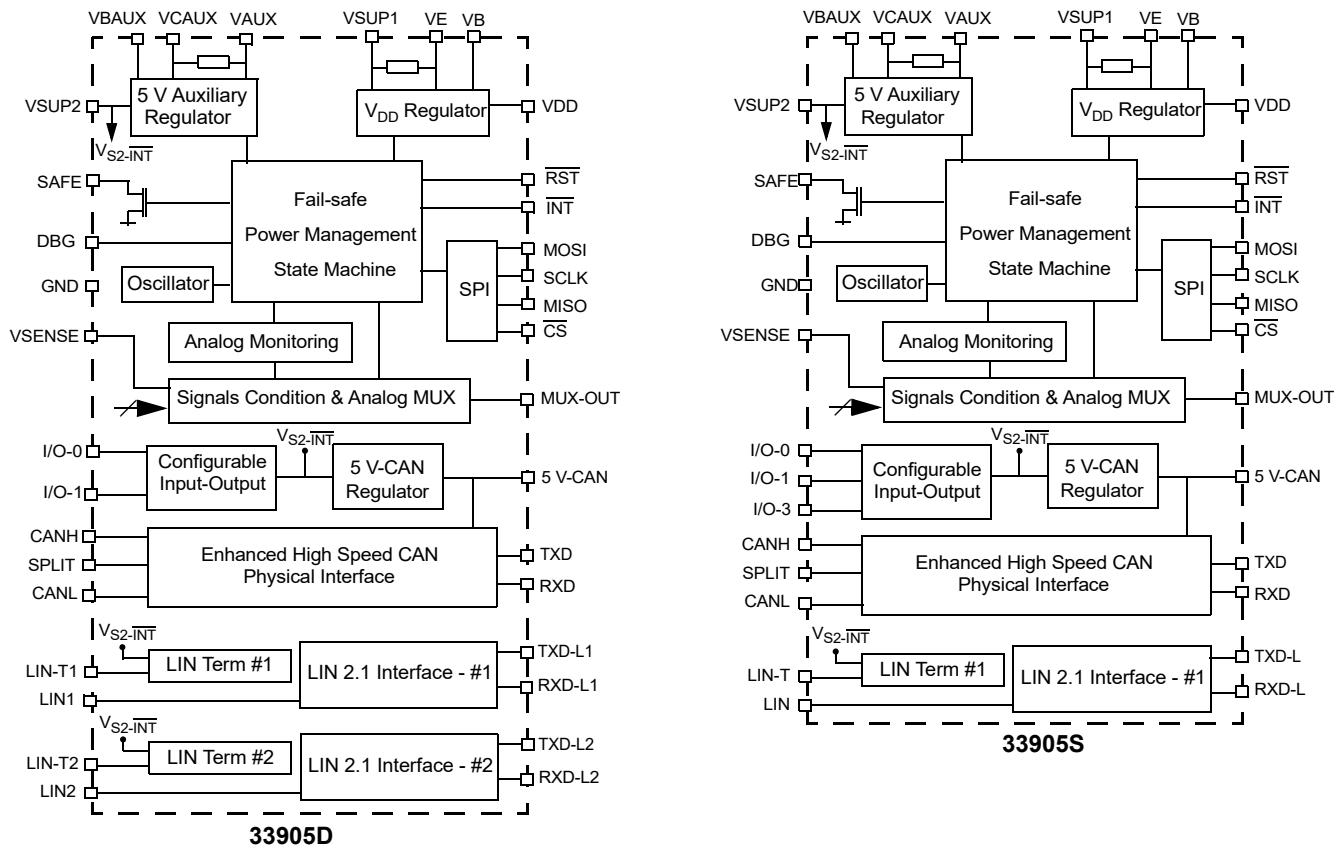 VBAUX VCAUX VAUX VSUP1 VE VB
5 V Auxiliary
Regulator
VSUP2
VDD Regulator
VDD
VS2-INT
SAFE
Fail-safe
Power Management
State Machine
RST
INT
DBG
MOSI
SCLK
MISO
CS
SPI
GND
Oscillator
VSENSE
Analog Monitoring
Signals Condition & Analog MUX
MUX-OUT
VS2-INT
I/O-0
I/O-1
Configurable
Input-Output
5 V-CAN
Regulator
5 V-CAN
CANH
SPLIT
CANL
Enhanced High Speed CAN
Physical Interface
TXD
RXD
VS2-INT
LIN Term #1
LIN-T1
LIN1
LIN 2.1 Interface - #1
TXD-L1
RXD-L1
VS2-INT
LIN Term #2
LIN-T2
LIN2
LIN 2.1 Interface - #2
TXD-L2
RXD-L2
33905D
VBAUX VCAUX VAUX VSUP1 VE VB
5 V Auxiliary
Regulator
VSUP2
VDD Regulator
VDD
VS2-INT
SAFE
Fail-safe
Power Management
State Machine
RST
INT
DBG
MOSI
SCLK
MISO
CS
SPI
GND
Oscillator
VSENSE
Analog Monitoring
Signals Condition & Analog MUX
MUX-OUT
VS2-INT
I/O-0
I/O-1
I/O-3
Configurable
Input-Output
5 V-CAN
Regulator
5 V-CAN
CANH
SPLIT
CANL
Enhanced High Speed CAN
Physical Interface
TXD
RXD
VS2-INT
LIN Term #1
LIN-T
LIN
LIN 2.1 Interface - #1
TXD-L
RXD-L
33905S